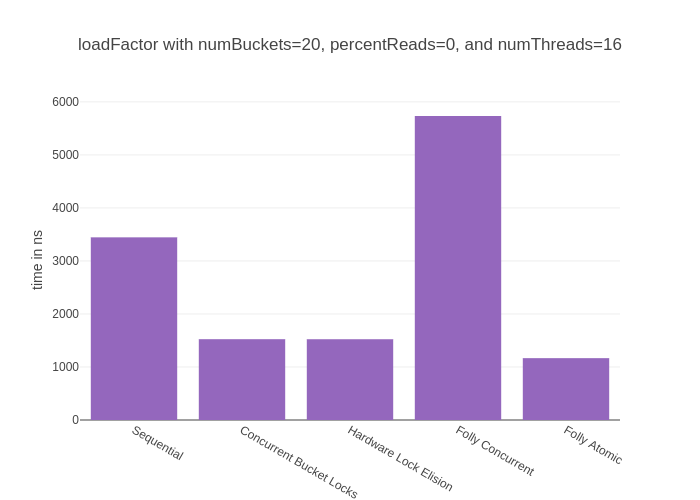 loadFactor with numBuckets=20, percentReads=0, and numThreads=16
6000
5000
4000
3000
2000
1000
0
time in ns
Sequential
Concurrent Bucket Locks
Hardware Lock Elision
Folly Concurrent
Folly Atomic